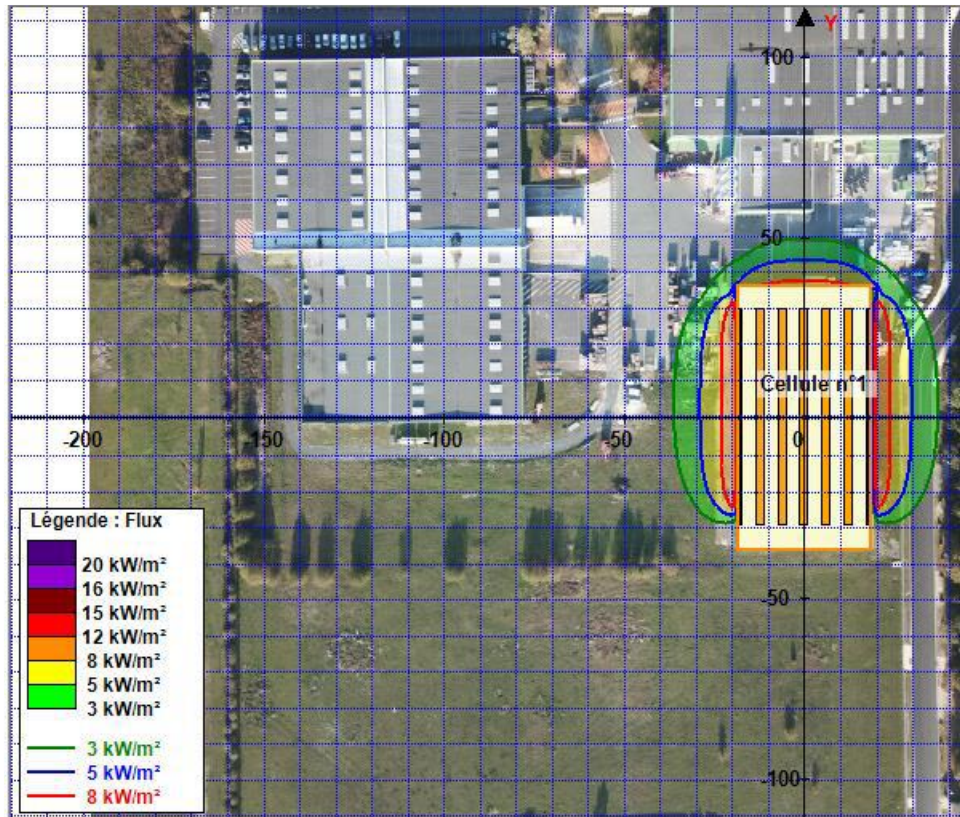 Y
100
50
Cellule n°1
-200
-150
-100
-50
0
-50
-100
Légende : Flux
20 kW/m²
16 kW/m²
15 kW/m²
12 kW/m²
8 kW/m²
5 kW/m²
3 kW/m²
3 kW/m²
5 kW/m²
8 kW/m²